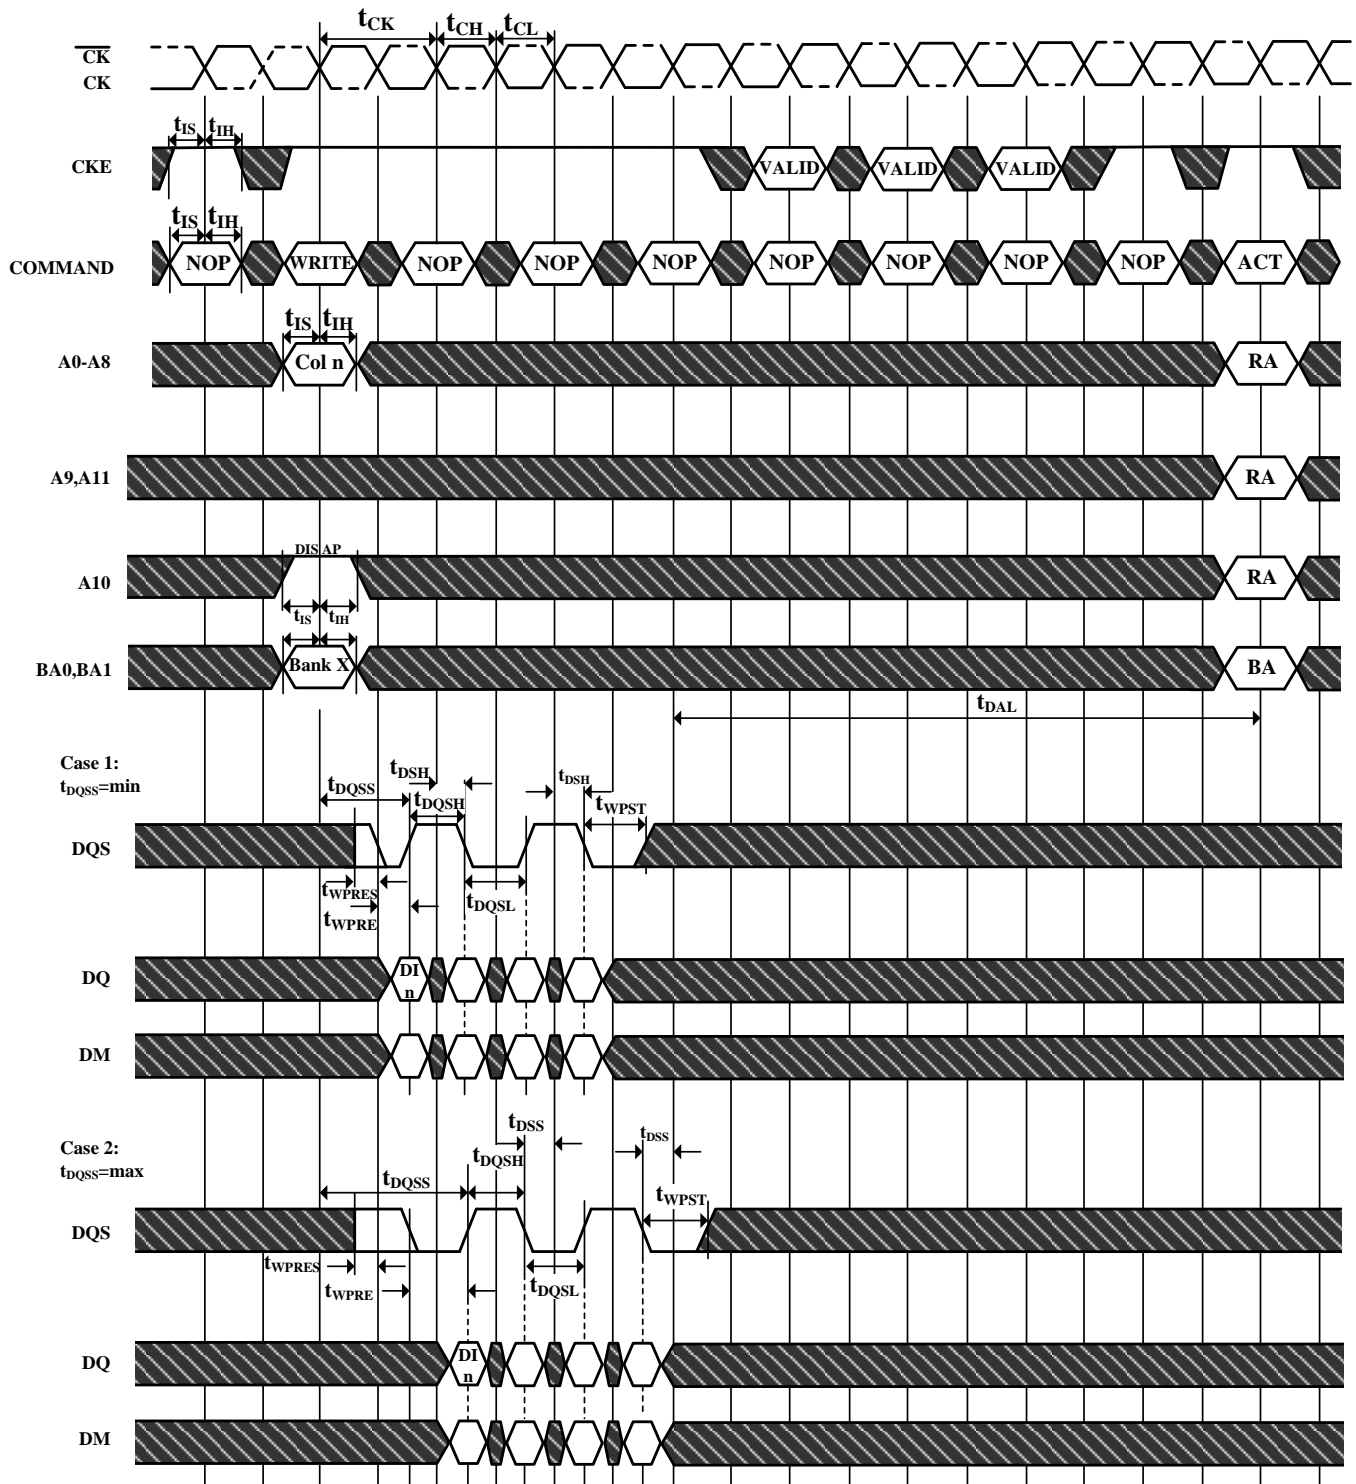 tCK tCH tCL
CK
CK
tIS tIH
CKE VALID VALID VALID
tIS tIH
COMMAND NOP WRITE NOP NOP NOP NOP NOP NOP NOP ACT
tIS tIH
A0-A8 Col n RA
A9,A11 RA
DIS AP
A10 RA
tIS tIH
BA0,BA1 Bank X BA
tDAL
Case 1:
tDQSS=min
tDSH tDSH
tDQSS tDQSH tWPST
DQS
tWPRES
tWPRE tDQSL
DQ DI
n
DM
Case 2:
tDQSS=max
tDSS tDSS
tDQSH
tDQSS tWPST
DQS
tWPRES
tWPRE tDQSL
DQ DI
n
DM